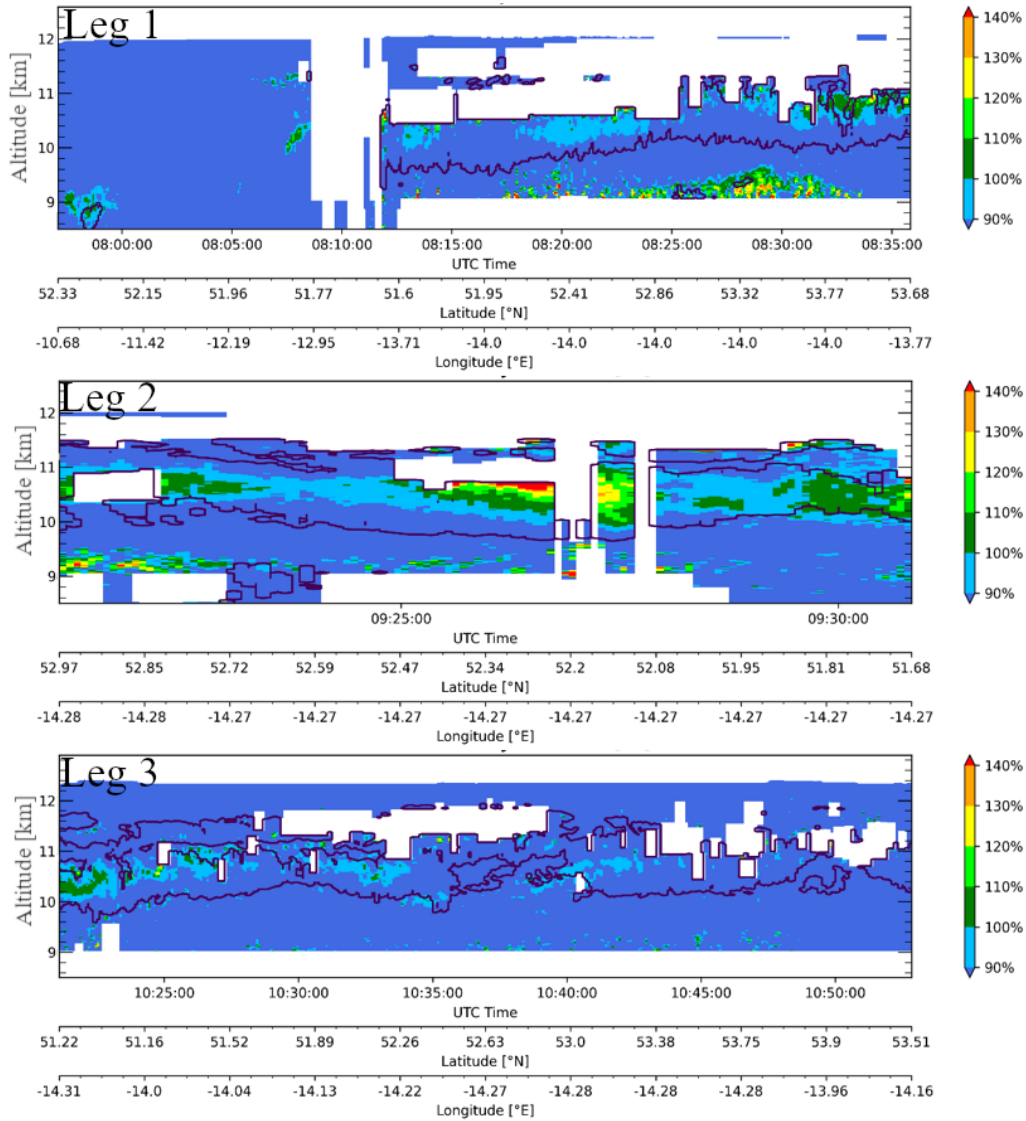 Leg 1
Altitude [km]
12
11
10
9
08:00:00 08:05:00 08:10:00 08:15:00 08:20:00 08:25:00 08:30:00 08:35:00
UTC Time
52.33 52.15 51.96 51.77 51.6 51.95 52.41 52.86 53.32 53.77 53.68
Latitude [°N]
-10.68 -11.42 -12.19 -12.95 -13.71 -14.0 -14.0 -14.0 -14.0 -14.0 -13.77
Longitude [°E]
140%
130%
120%
110%
100%
90%
Leg 2
Altitude [km]
12
11
10
9
09:25:00 09:30:00
UTC Time
52.97 52.85 52.72 52.59 52.47 52.34 52.2 52.08 51.95 51.81 51.68
Latitude [°N]
-14.28 -14.28 -14.27 -14.27 -14.27 -14.27 -14.27 -14.27 -14.27 -14.27 -14.27
Longitude [°E]
140%
130%
120%
110%
100%
90%
Leg 3
Altitude [km]
12
11
10
9
10:25:00 10:30:00 10:35:00 10:40:00 10:45:00 10:50:00
UTC Time
51.22 51.16 51.52 51.89 52.26 52.63 53.0 53.38 53.75 53.9 53.51
Latitude [°N]
-14.31 -14.0 -14.04 -14.13 -14.22 -14.27 -14.28 -14.28 -14.28 -13.96 -14.16
Longitude [°E]
140%
130%
120%
110%
100%
90%